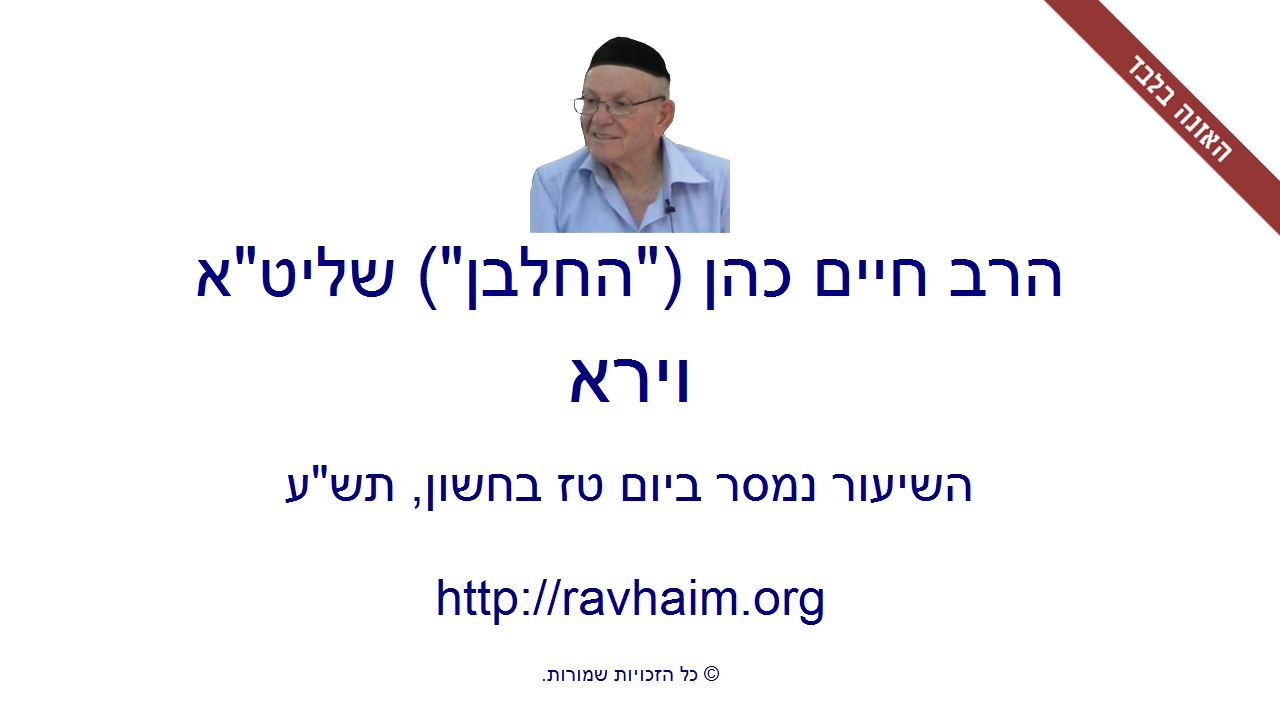 האזנה בלבד
הרב חיים כהן ("החלבן") שליט"א
וירא
השיעור נמסר ביום טז בחשון, תש"ע
http://ravhaim.org
© כל הזכויות שמורות.